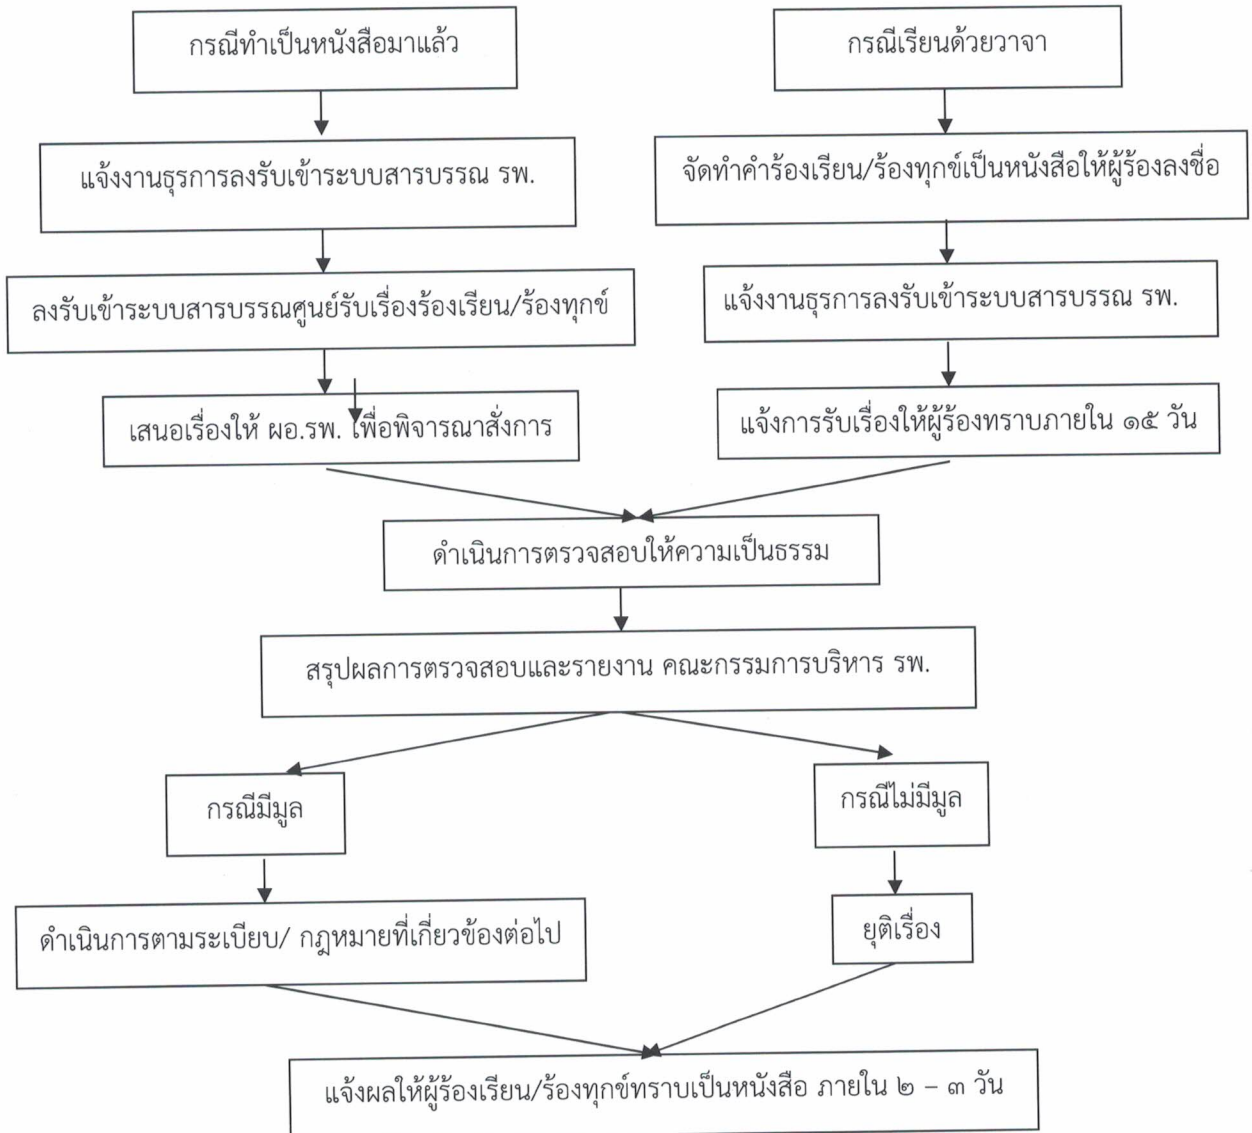 กรณีทำเป็นหนังสือมาแล้ว
แจ้งงานธุรการลงรับเข้าระบบสารบรรณ รพ.
ลงรับเข้าระบบสารบรรณศูนย์รับเรื่องร้องเรียน/ร้องทุกข์
เสนอเรื่องให้ ผอ.รพ. เพื่อพิจารณาสั่งการ
กรณีเรียนด้วยวาจา
จัดทำคำร้องเรียน/ร้องทุกข์เป็นหนังสือให้ผู้ร้องลงชื่อ
แจ้งงานธุรการลงรับเข้าระบบสารบรรณ รพ.
แจ้งการรับเรื่องให้ผู้ร้องทราบภายใน ๑๕ วัน
ดำเนินการตรวจสอบให้ความเป็นธรรม
สรุปผลการตรวจสอบและรายงาน คณะกรรมการบริหาร รพ.
กรณีมีมูล
ดำเนินการตามระเบียบ/ กฎหมายที่เกี่ยวข้องต่อไป
กรณีไม่มีมูล
ยุติเรื่อง
แจ้งผลให้ผู้ร้องเรียน/ร้องทุกข์ทราบเป็นหนังสือ ภายใน ๒ – ๓ วัน